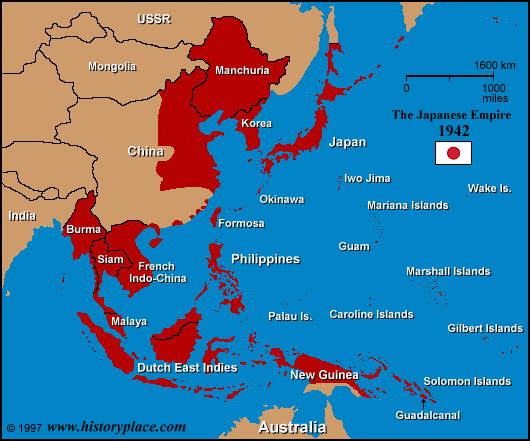 USSR
Mongolia
Manchuria
1600 km
0
1000
miles
The Japanese Empire
1942
Korea
Japan
China
Iwo Jima
Okinawa
Wake Is.
Mariana Islands
India
Burma
Formosa
Guam
Siam
French
Indo-China
Philippines
Marshall Islands
Malaya
Palau Is.
Caroline Islands
Gilbert Islands
Dutch East Indies
New Guinea
Solomon Islands
Guadalcanal
© 1997 www.historyplace.com
Australia